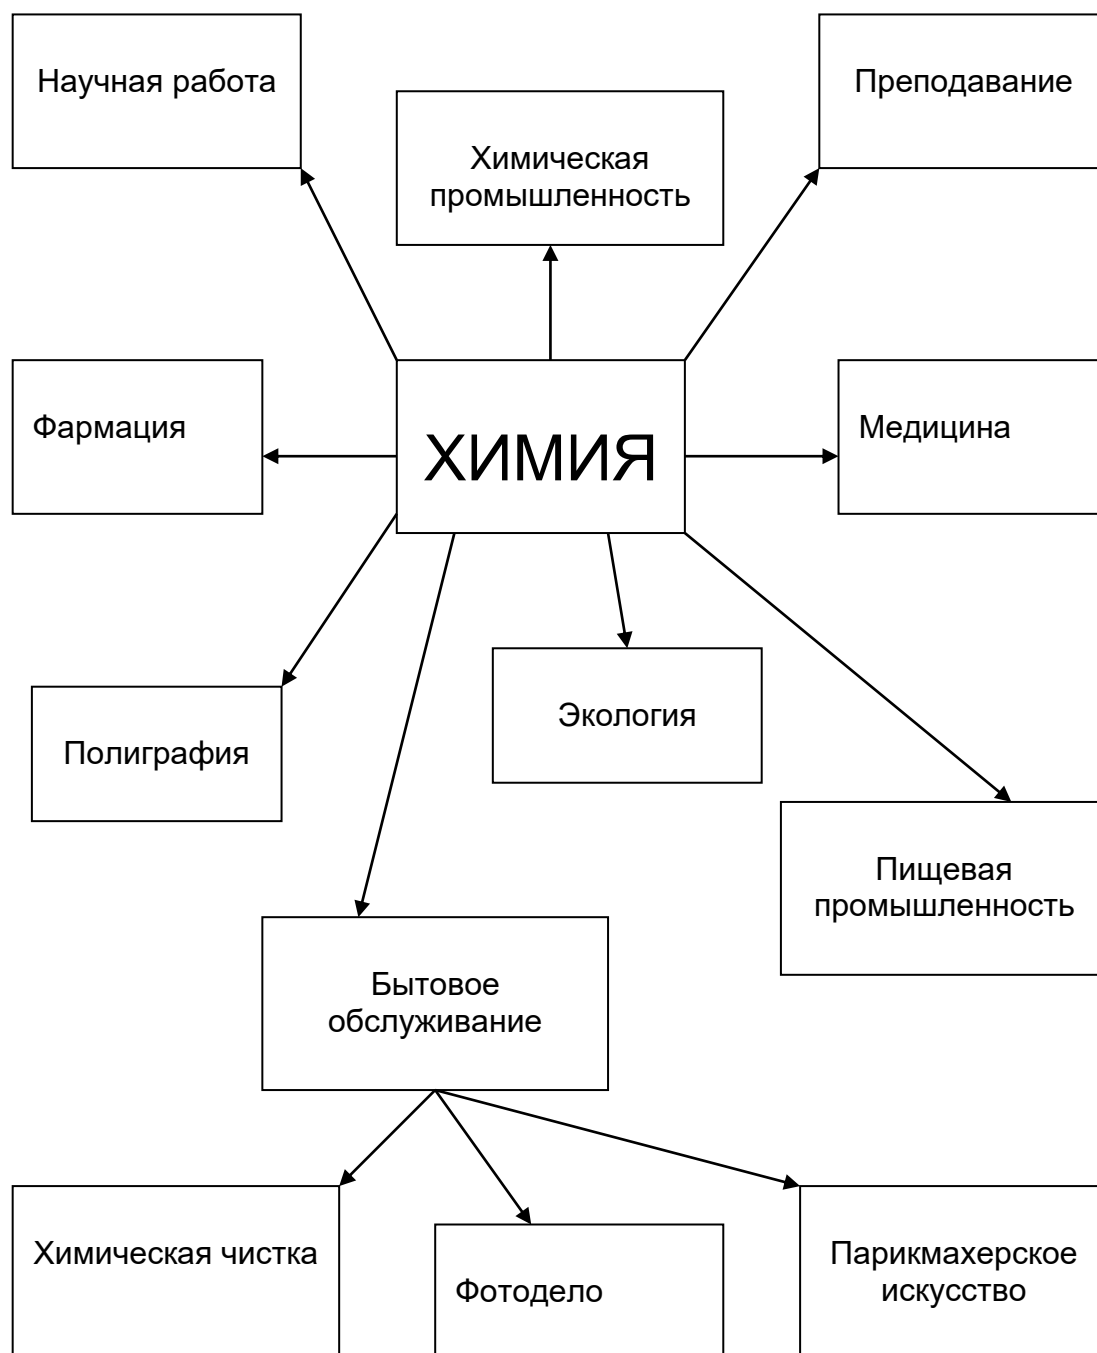 Научная работа
Химическая
промышленность
Преподавание
Фармация
ХИМИЯ
Медицина
Полиграфия
Экология
Пищевая
промышленность
Бытовое
обслуживание
Химическая чистка
Фотодело
Парикмахерское
искусство